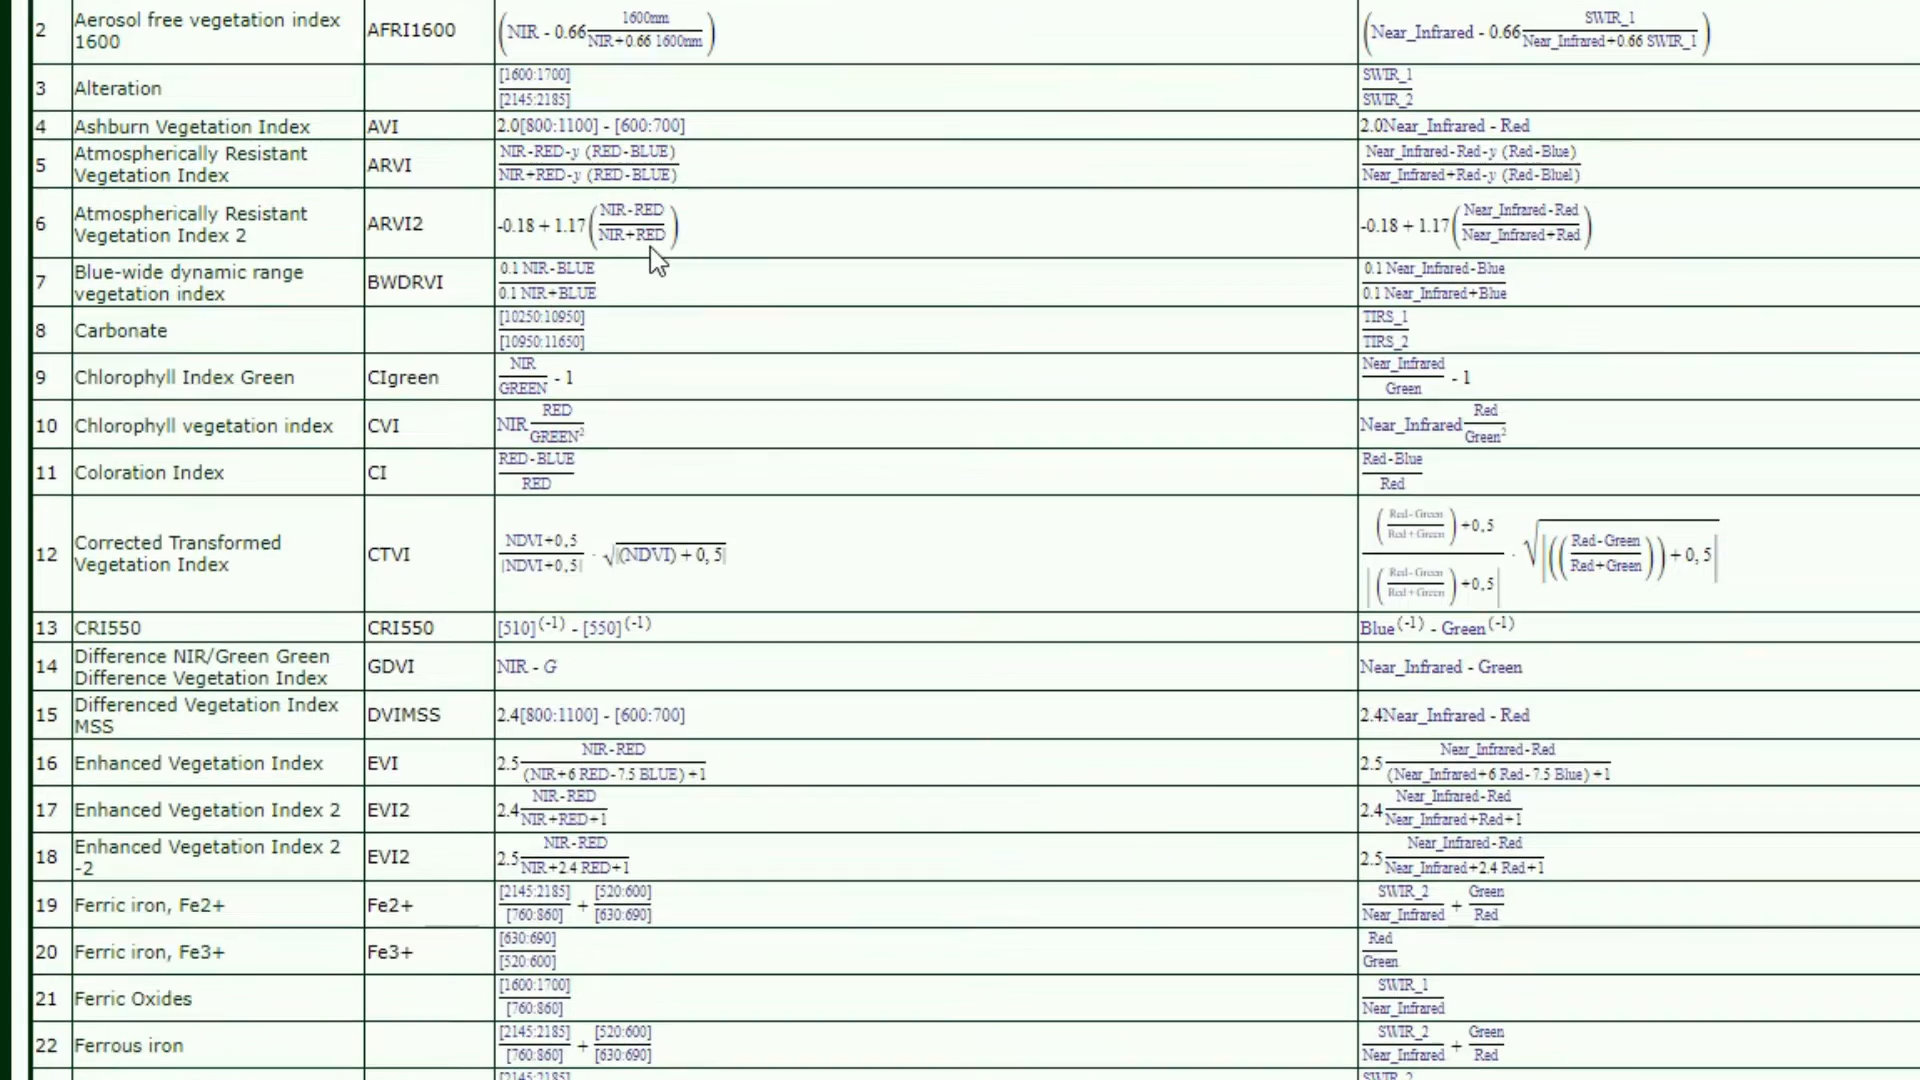 2 Aerosol free vegetation index 1600 AFRI1600 (NIR - 0.66 1600nm / NIR+0.66 1600nm) (Near_Infrared - 0.66 SWIR_1 / Near_Infrared+0.66 SWIR_1)
3 Alteration [1600:1700] / [2145:2185] SWIR_1 / SWIR_2
4 Ashburn Vegetation Index AVI 2.0[800:1100] - [600:700] 2.0Near_Infrared - Red
5 Atmospherically Resistant Vegetation Index ARVI NIR-RED-y (RED-BLUE) / NIR+RED-y (RED-BLUE) Near_Infrared-Red-y (Red-Blue) / Near_Infrared+Red-y (Red-Bluel)
6 Atmospherically Resistant Vegetation Index 2 ARVI2 -0.18 + 1.17 (NIR-RED / NIR+RED) -0.18 + 1.17 (Near_Infrared-Red / Near_Infrared+Red)
7 Blue-wide dynamic range vegetation index BWDRVI 0.1 NIR-BLUE / 0.1 NIR+BLUE 0.1 Near_Infrared-Blue / 0.1 Near_Infrared+Blue
8 Carbonate [10250:10950] / [10950:11650] TIRS_1 / TIRS_2
9 Chlorophyll Index Green CIgreen NIR / GREEN - 1 Near_Infrared / Green - 1
10 Chlorophyll vegetation index CVI NIR RED / GREEN² Near_Infrared Red / Green²
11 Coloration Index CI RED-BLUE / RED Red-Blue / Red
12 Corrected Transformed Vegetation Index CTVI NDVI+0,5 / |NDVI+0,5| · √|(NDVI) + 0, 5| (Red-Green / Red+Green) +0,5 / |(Red-Green / Red+Green) +0,5| · √|((Red-Green / Red+Green)) + 0, 5|
13 CRI550 CRI550 [510]^(-1) - [550]^(-1) Blue^(-1) - Green^(-1)
14 Difference NIR/Green Green Difference Vegetation Index GDVI NIR - G Near_Infrared - Green
15 Differenced Vegetation Index MSS DVIMSS 2.4[800:1100] - [600:700] 2.4Near_Infrared - Red
16 Enhanced Vegetation Index EVI 2.5 NIR-RED / (NIR+6 RED-7.5 BLUE) +1 2.5 Near_Infrared-Red / (Near_Infrared+6 Red-7.5 Blue) +1
17 Enhanced Vegetation Index 2 EVI2 2.4 NIR-RED / NIR+RED+1 2.4 Near_Infrared-Red / Near_Infrared+Red+1
18 Enhanced Vegetation Index 2 -2 EVI2 2.5 NIR-RED / NIR+2.4 RED+1 2.5 Near_Infrared-Red / Near_Infrared+2.4 Red+1
19 Ferric iron, Fe2+ Fe2+ [2145:2185] / [760:860] + [520:600] / [630:690] SWIR_2 / Near_Infrared + Green / Red
20 Ferric iron, Fe3+ Fe3+ [630:690] / [520:600] Red / Green
21 Ferric Oxides [1600:1700] / [760:860] SWIR_1 / Near_Infrared
22 Ferrous iron [2145:2185] / [760:860] + [520:600] / [630:690] SWIR_2 / Near_Infrared + Green / Red
[2145:2185] SWIR_2